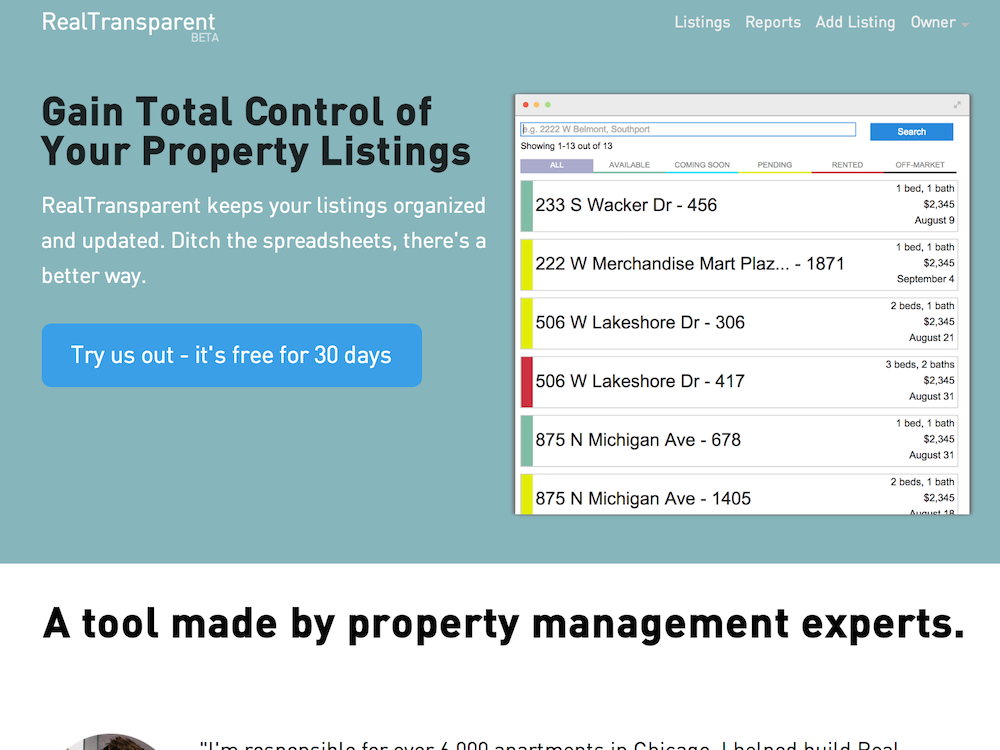 RealTransparent
BETA
Listings Reports Add Listing Owner
Gain Total Control of
Your Property Listings
RealTransparent keeps your listings organized
and updated. Ditch the spreadsheets, there's a
better way.
Try us out - it's free for 30 days
e.g. 2222 W Belmont, Southport
Search
Showing 1-13 out of 13
ALL AVAILABLE COMING SOON PENDING RENTED OFF-MARKET
233 S Wacker Dr - 456
1 bed, 1 bath
$2,345
August 9
222 W Merchandise Mart Plaz... - 1871
1 bed, 1 bath
$2,345
September 4
506 W Lakeshore Dr - 306
2 beds, 1 bath
$2,345
August 21
506 W Lakeshore Dr - 417
3 beds, 2 baths
$2,345
August 31
875 N Michigan Ave - 678
1 bed, 1 bath
$2,345
August 31
875 N Michigan Ave - 1405
2 beds, 1 bath
$2,345
August 18
A tool made by property management experts.
"I'm responsible for over 6,000 apartments in Chicago. I helped build Real